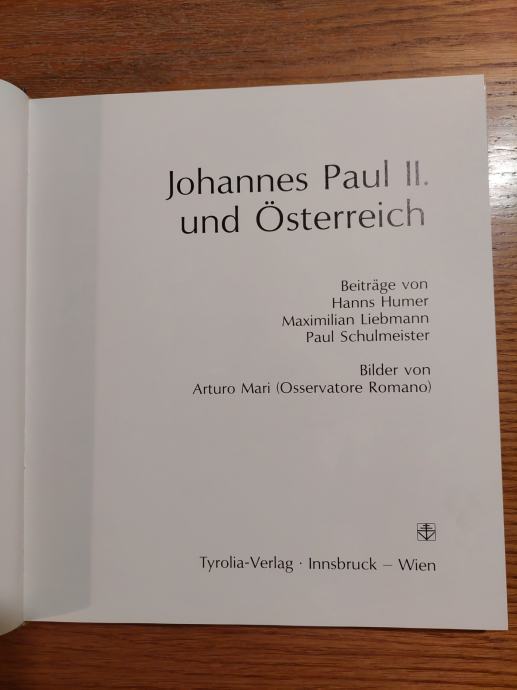 Johannes Paul II.
und Österreich
Beiträge von
Hanns Humer
Maximilian Liebmann
Paul Schulmeister
Bilder von
Arturo Mari (Osservatore Romano)
Tyrolia-Verlag · Innsbruck – Wien